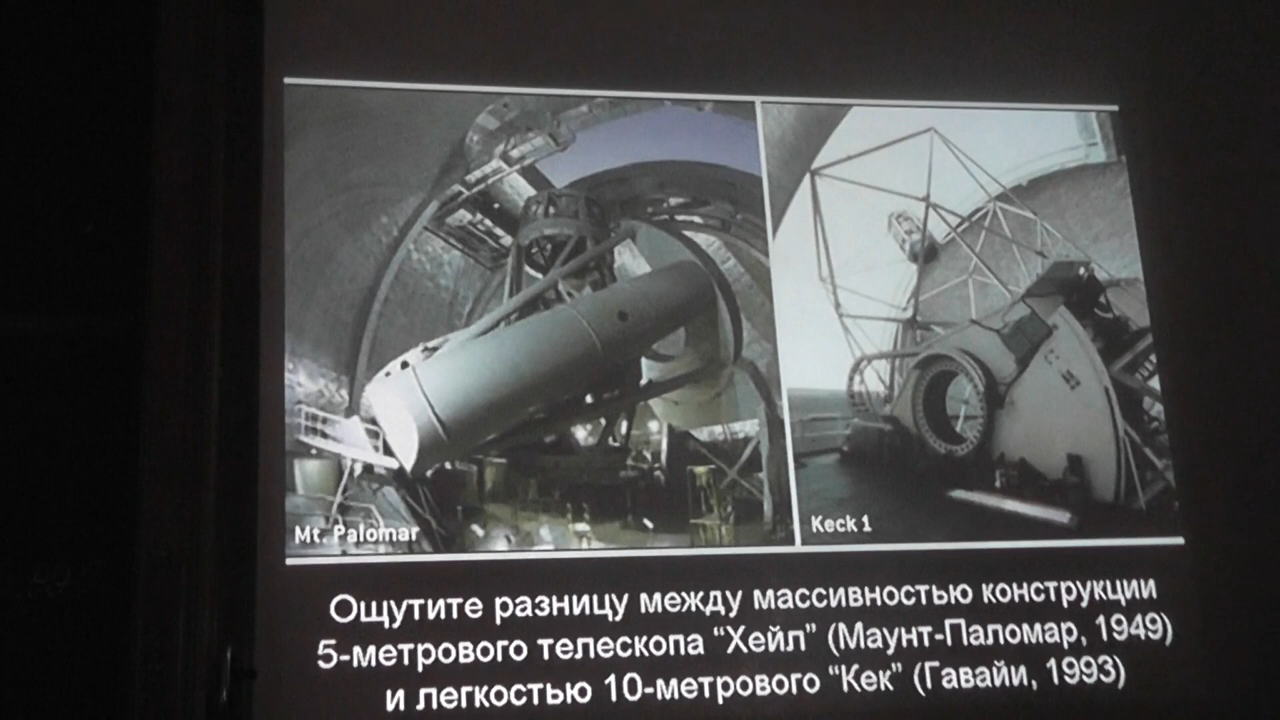 Mt. Palomar
Keck 1
Ощутите разницу между массивностью конструкции
5-метрового телескопа “Хейл” (Маунт-Паломар, 1949)
и легкостью 10-метрового “Кек” (Гавайи, 1993)